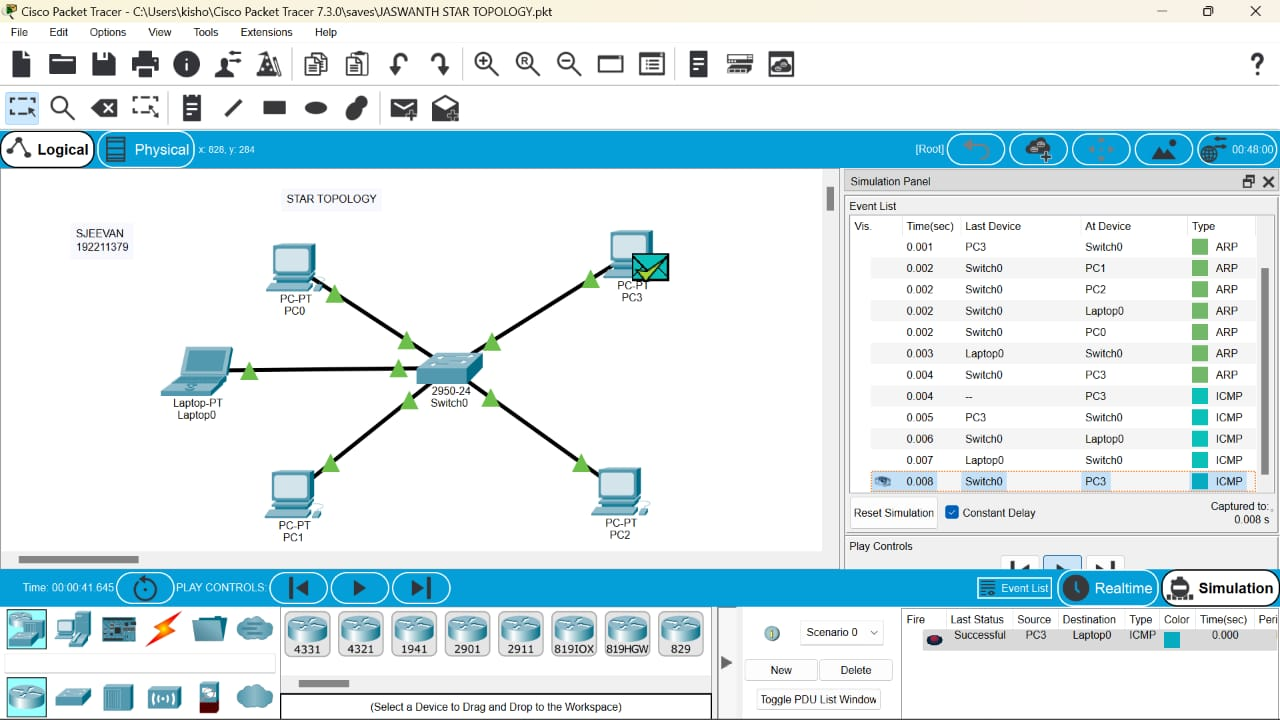 Cisco Packet Tracer - C:\Users\kisho\Cisco Packet Tracer 7.3.0\saves\JASWANTH STAR TOPOLOGY.pkt
File Edit Options View Tools Extensions Help
Logical Physical x: 628, y: 284 [Root] 00:48:00
STAR TOPOLOGY
SJEEVAN
192211379
PC-PT
PC0
PC-PT
PC3
Laptop-PT
Laptop0
2950-24
Switch0
PC-PT
PC1
PC-PT
PC2
Simulation Panel
Event List
Vis. Time(sec) Last Device At Device Type
0.001 PC3 Switch0 ARP
0.002 Switch0 PC1 ARP
0.002 Switch0 PC2 ARP
0.002 Switch0 Laptop0 ARP
0.002 Switch0 PC0 ARP
0.003 Laptop0 Switch0 ARP
0.004 Switch0 PC3 ARP
0.004 -- PC3 ICMP
0.005 PC3 Switch0 ICMP
0.006 Switch0 Laptop0 ICMP
0.007 Laptop0 Switch0 ICMP
0.008 Switch0 PC3 ICMP
Reset Simulation Constant Delay Captured to:
0.008 s
Play Controls
Time: 00:00:41.645 PLAY CONTROLS: Event List Realtime Simulation
4331 4321 1941 2901 2911 819IOX 819HGW 829
(Select a Device to Drag and Drop to the Workspace)
Scenario 0
New Delete
Toggle PDU List Window
Fire Last Status Source Destination Type Color Time(sec) Peri
Successful PC3 Laptop0 ICMP 0.000